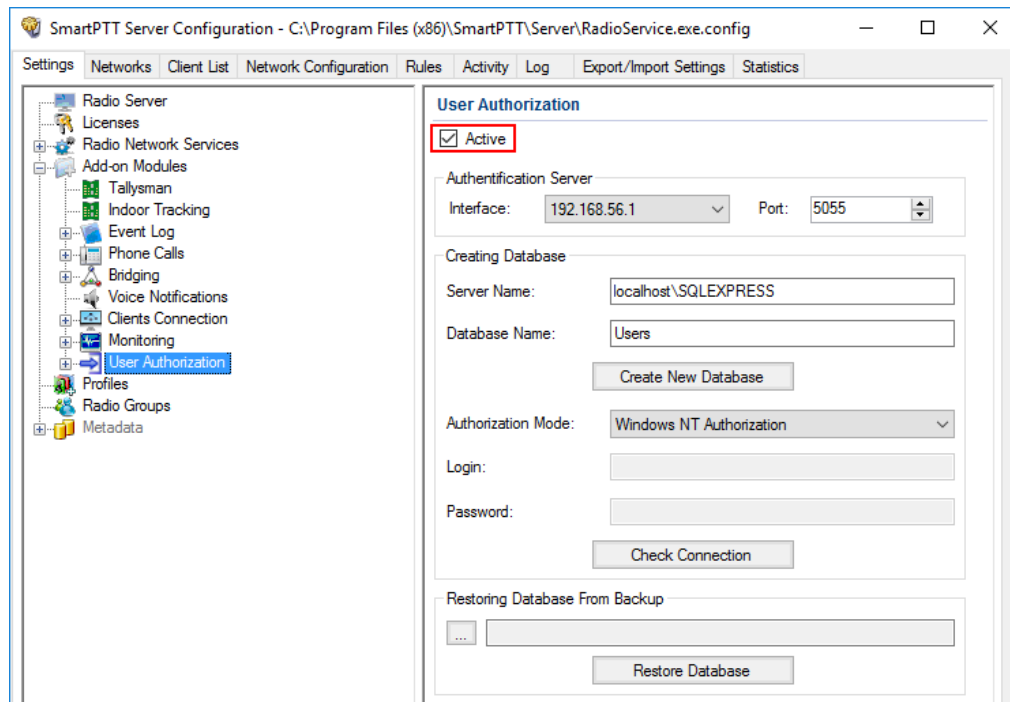 SmartPTT Server Configuration - C:\Program Files (x86)\SmartPTT\Server\RadioService.exe.config
Settings Networks Client List Network Configuration Rules Activity Log Export/Import Settings Statistics
Radio Server
Licenses
Radio Network Services
Add-on Modules
Tallysman
Indoor Tracking
Event Log
Phone Calls
Bridging
Voice Notifications
Clients Connection
Monitoring
User Authorization
Profiles
Radio Groups
Metadata
User Authorization
Active
Authentification Server
Interface: 192.168.56.1 Port: 5055
Creating Database
Server Name: localhost\SQLEXPRESS
Database Name: Users
Create New Database
Authorization Mode: Windows NT Authorization
Login:
Password:
Check Connection
Restoring Database From Backup
...
Restore Database